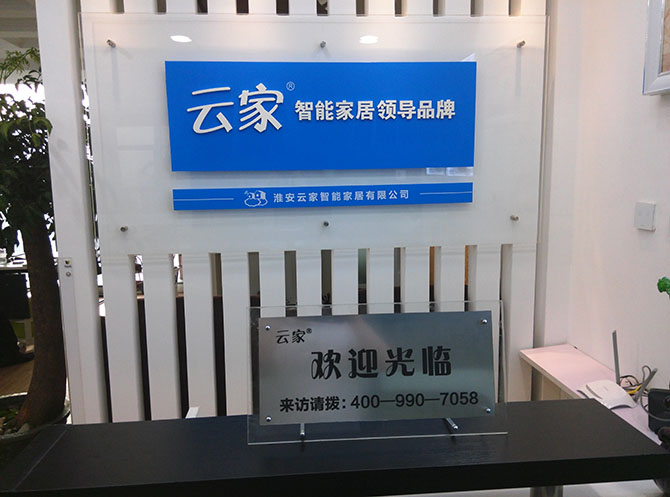 云家® 智能家居领导品牌
淮安云家智能家居有限公司
云家®
欢迎光临
来访请拨：400—990—7058